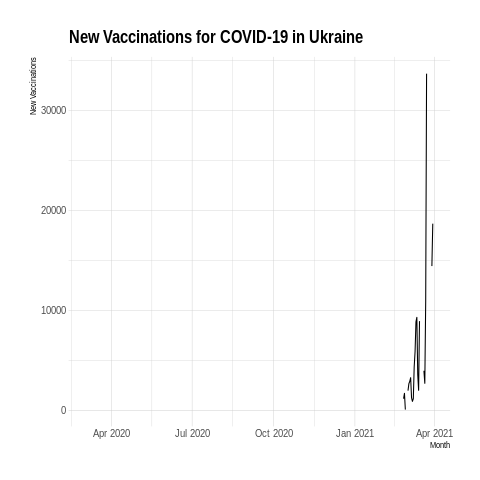 New Vaccinations for COVID-19 in Ukraine
New Vaccinations
30000
20000
10000
0
Apr 2020 Jul 2020 Oct 2020 Jan 2021 Apr 2021
Month